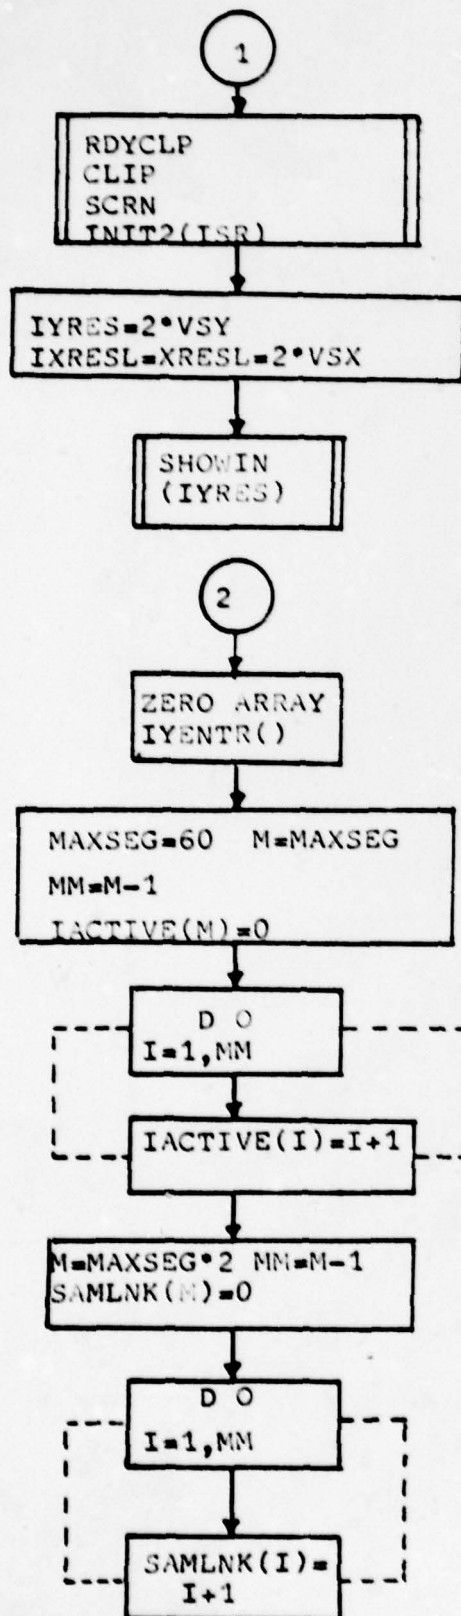 1
RDYCLP
CLIP
SCRN
INIT2(ISR)
IYRES=2*VSY
IXRESL=XRESL=2*VSX
SHOWIN
(IYRES)
2
ZERO ARRAY
IYENTR()
MAXSEG=60 M=MAXSEG
MM=M-1
IACTIVE(M)=0
D O
I=1,MM
IACTIVE(I)=I+1
M=MAXSEG*2 MM=M-1
SAMLNK(M)=0
D O
I=1,MM
SAMLNK(I)=
I+1